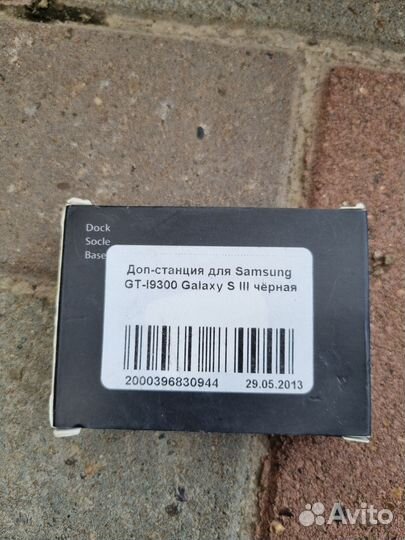 Dock
Socle
Base
Доп-станция для Samsung
GT-I9300 Galaxy S III чёрная
2000396830944
29.05.2013
Avito